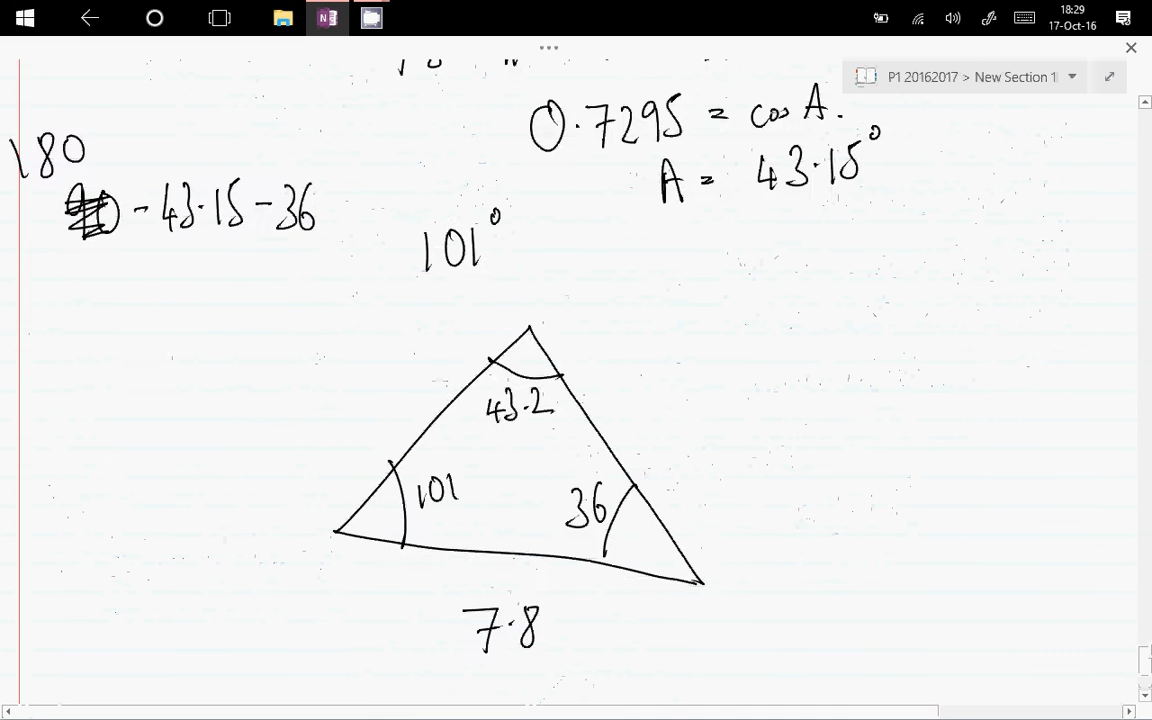 18:29
17-Oct-16
P1 20162017 > New Section 1
0.7295 = cos A.
A = 43.15°
180
- 43.15 - 36
101°
43.2
101
36
7.8